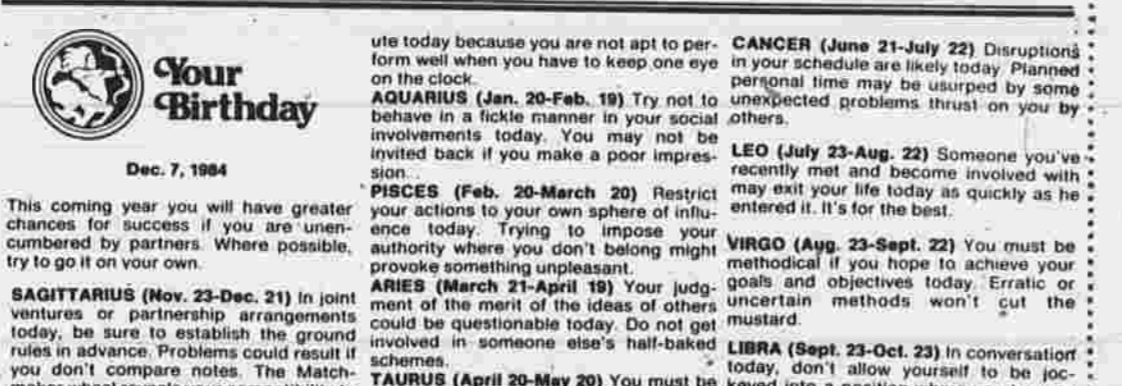 Your
Birthday
Dec. 7, 1984
This coming year you will have greater
chances for success if you are unen-
cumbered by partners. Where possible,
try to go it on your own.
SAGITTARIUS (Nov. 23-Dec. 21) In joint
ventures or partnership arrangements
today, be sure to establish the ground
rules in advance. Problems could result if
you don't compare notes. The Match-
ute today because you are not apt to per-
form well when you have to keep one eye
on the clock.
AQUARIUS (Jan. 20-Feb. 19) Try not to
behave in a fickle manner in your social
involvements today. You may not be
invited back if you make a poor impres-
sion.
PISCES (Feb. 20-March 20) Restrict
your actions to your own sphere of influ-
ence today. Trying to impose your
authority where you don't belong might
provoke something unpleasant.
ARIES (March 21-April 19) Your judg-
ment of the merit of the ideas of others
could be questionable today. Do not get
involved in someone else's half-baked
schemes.
TAURUS (April 20-May 20) You must be
CANCER (June 21-July 22) Disruptions
in your schedule are likely today. Planned
personal time may be usurped by some
unexpected problems thrust on you by
others.
LEO (July 23-Aug. 22) Someone you've
recently met and become involved with
may exit your life today as quickly as he
entered it. It's for the best.
VIRGO (Aug. 23-Sept. 22) You must be
methodical if you hope to achieve your
goals and objectives today. Erratic or
uncertain methods won't cut the
mustard.
LIBRA (Sept. 23-Oct. 23) In conversation
today, don't allow yourself to be joc-